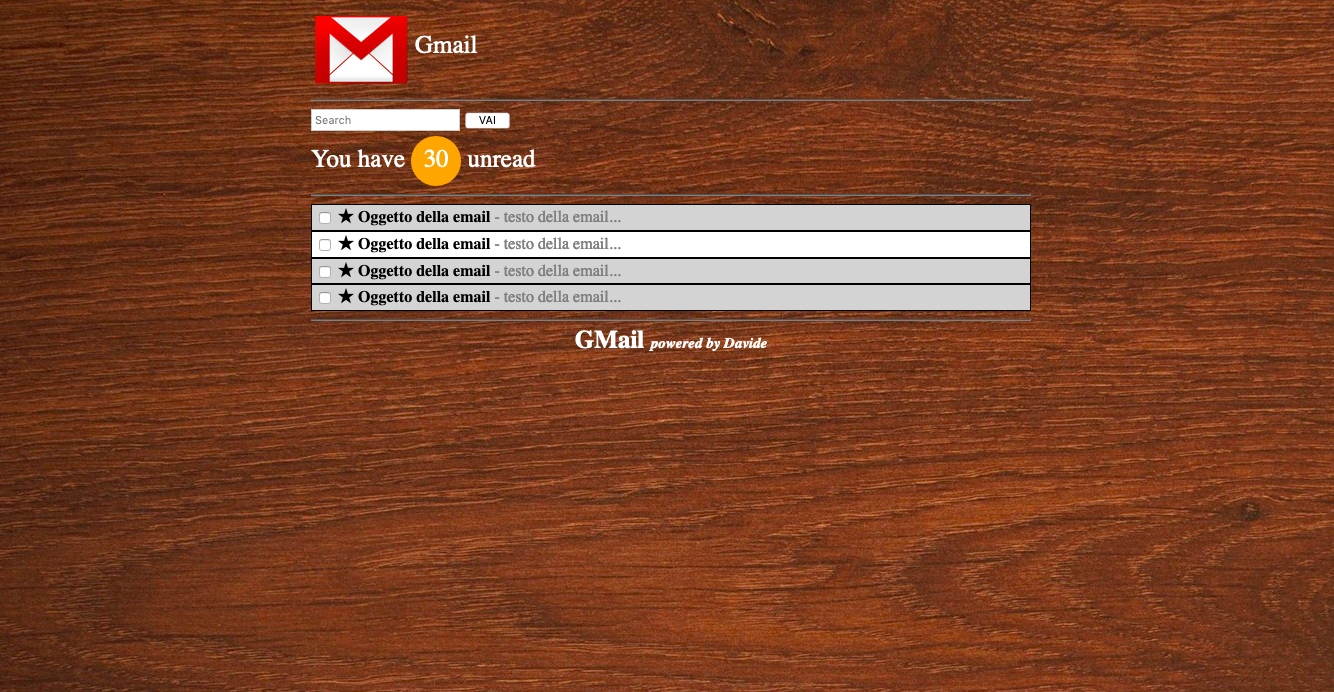 Gmail
Search VAI
You have 30 unread
★ Oggetto della email - testo della email...
★ Oggetto della email - testo della email...
★ Oggetto della email - testo della email...
★ Oggetto della email - testo della email...
GMail powered by Davide